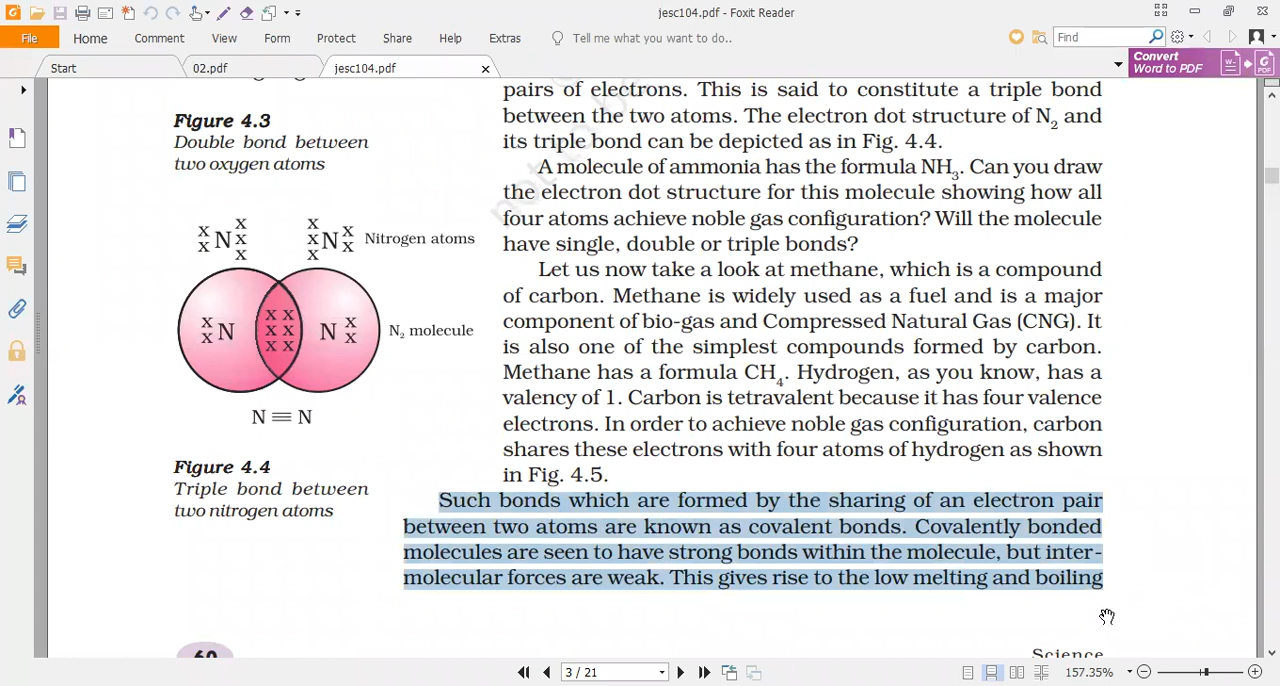 jesc104.pdf - Foxit Reader
File Home Comment View Form Protect Share Help Extras Tell me what you want to do.. Find
Start 02.pdf jesc104.pdf
Convert
Word to PDF
Figure 4.3
Double bond between
two oxygen atoms
N N Nitrogen atoms
x x
x x
x x
x x
x x
N N N₂ molecule
x x x x
x x x x
x x
N ≡ N
Figure 4.4
Triple bond between
two nitrogen atoms
pairs of electrons. This is said to constitute a triple bond
between the two atoms. The electron dot structure of N₂ and
its triple bond can be depicted as in Fig. 4.4.
A molecule of ammonia has the formula NH₃. Can you draw
the electron dot structure for this molecule showing how all
four atoms achieve noble gas configuration? Will the molecule
have single, double or triple bonds?
Let us now take a look at methane, which is a compound
of carbon. Methane is widely used as a fuel and is a major
component of bio-gas and Compressed Natural Gas (CNG). It
is also one of the simplest compounds formed by carbon.
Methane has a formula CH₄. Hydrogen, as you know, has a
valency of 1. Carbon is tetravalent because it has four valence
electrons. In order to achieve noble gas configuration, carbon
shares these electrons with four atoms of hydrogen as shown
in Fig. 4.5.
Such bonds which are formed by the sharing of an electron pair
between two atoms are known as covalent bonds. Covalently bonded
molecules are seen to have strong bonds within the molecule, but inter-
molecular forces are weak. This gives rise to the low melting and boiling
not to b
60
Science
3 / 21
157.35%